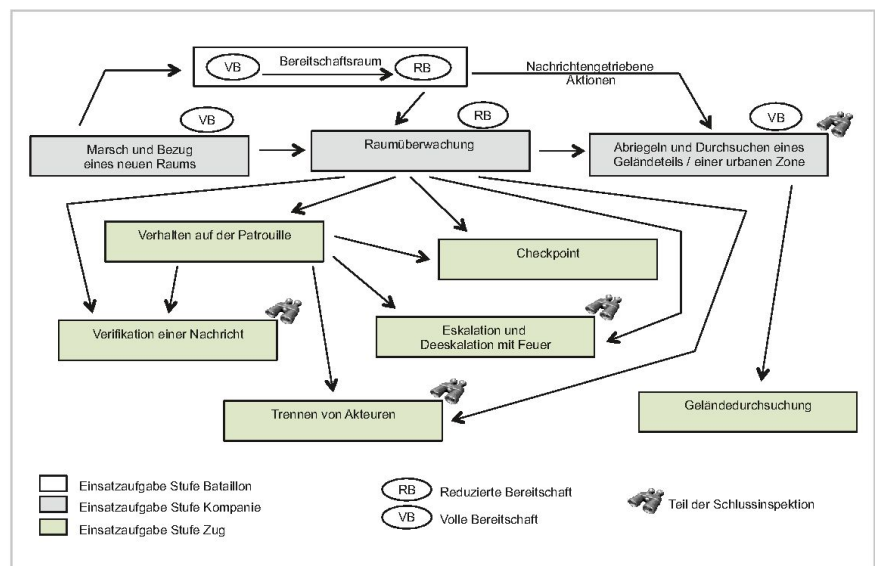 VB
Bereitschaftsraum
RB
Nachrichtengetriebene
Aktionen
VB
RB
VB
Marsch und Bezug
eines neuen Raums
Raumüberwachung
Abriegeln und Durchsuchen eines
Geländeteils / einer urbanen Zone
Verhalten auf der Patrouille
Checkpoint
Verifikation einer Nachricht
Eskalation und
Deeskalation mit Feuer
Trennen von Akteuren
Geländedurchsuchung
Einsatzaufgabe Stufe Bataillon
Einsatzaufgabe Stufe Kompanie
Einsatzaufgabe Stufe Zug
RB Reduzierte Bereitschaft
VB Volle Bereitschaft
Teil der Schlussinspektion